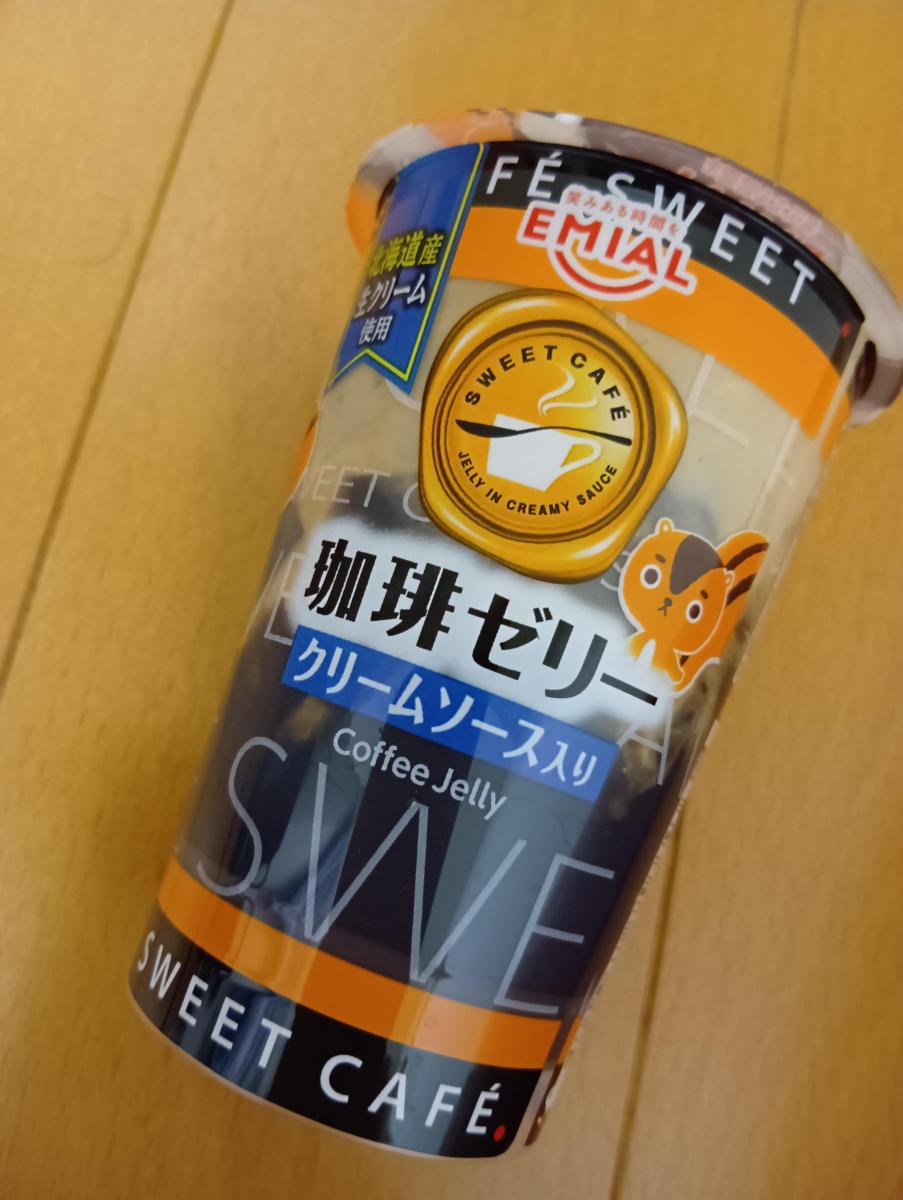 FÉ SWEET.
笑みある時間を
EMIAL
北海道産
生クリーム
使用
SWEET CAFÉ
JELLY IN CREAMY SAUCE
WEET C
珈琲ゼリー
クリームソース入り
Coffee Jelly
SWE
SWEET CAFÉ.